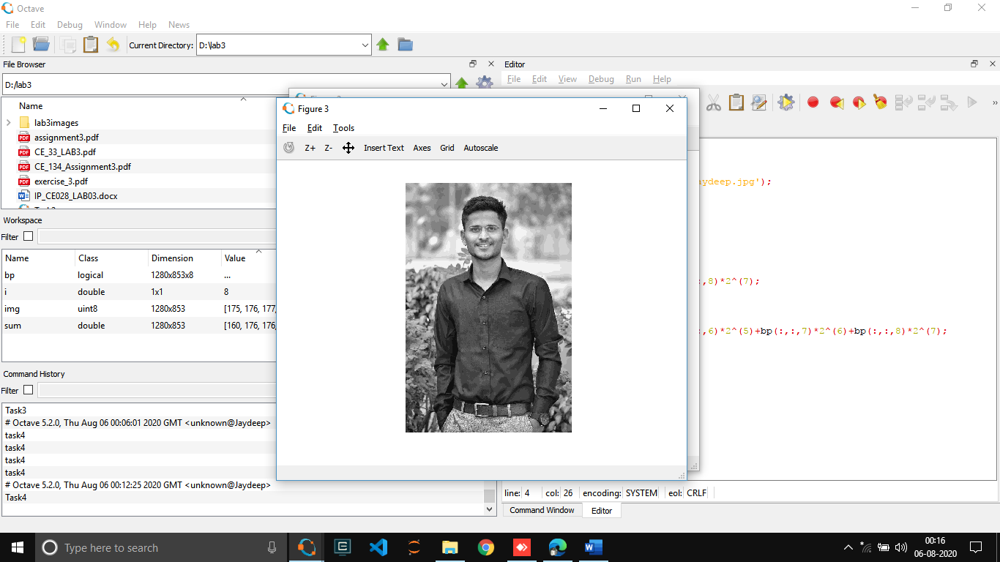 Octave
File Edit Debug Window Help News
Current Directory: D:\lab3
File Browser
D:/lab3
Name
lab3images
assignment3.pdf
CE_33_LAB3.pdf
CE_134_Assignment3.pdf
exercise_3.pdf
IP_CE028_LAB03.docx
Workspace
Filter
Name Class Dimension Value
bp logical 1280x853x8 ...
i double 1x1 8
img uint8 1280x853 [175, 176, 177,
sum double 1280x853 [160, 176, 176,
Command History
Filter
Task3
# Octave 5.2.0, Thu Aug 06 00:06:01 2020 GMT <unknown@Jaydeep>
task4
task4
task4
task4
# Octave 5.2.0, Thu Aug 06 00:12:25 2020 GMT <unknown@Jaydeep>
Task4
Figure 3
File Edit Tools
Z+ Z- Insert Text Axes Grid Autoscale
Editor
File Edit View Debug Run Help
aydeep.jpg');
:,8)*2^(7);
:,6)*2^(5)+bp(:,:,7)*2^(6)+bp(:,:,8)*2^(7);
line: 4 col: 26 encoding: SYSTEM eol: CRLF
Command Window Editor
Type here to search
00:16
06-08-2020